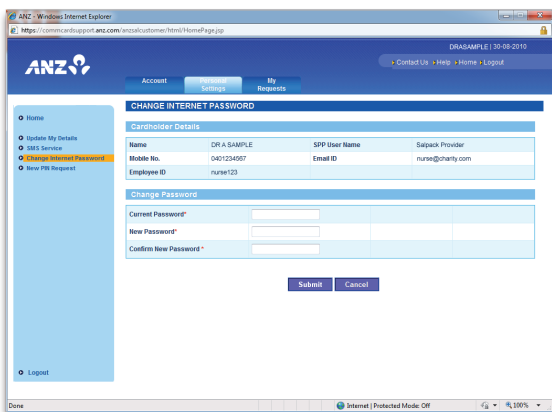 ANZ - Windows Internet Explorer
https://commcardsupport.anz.com/anzsalcustomer/html/HomePage.jsp
DRASAMPLE | 30-08-2010
ANZ
Contact Us Help Home Logout
Account Personal Settings My Requests
CHANGE INTERNET PASSWORD
Home
Update My Details
SMS Service
Change Internet Password
New PIN Request
Cardholder Details
Name DR A SAMPLE SPP User Name Salpack Provider
Mobile No. 0401234567 Email ID nurse@charity.com
Employee ID nurse123
Change Password
Current Password*
New Password*
Confirm New Password *
Submit Cancel
Logout
Done Internet | Protected Mode: Off 100%